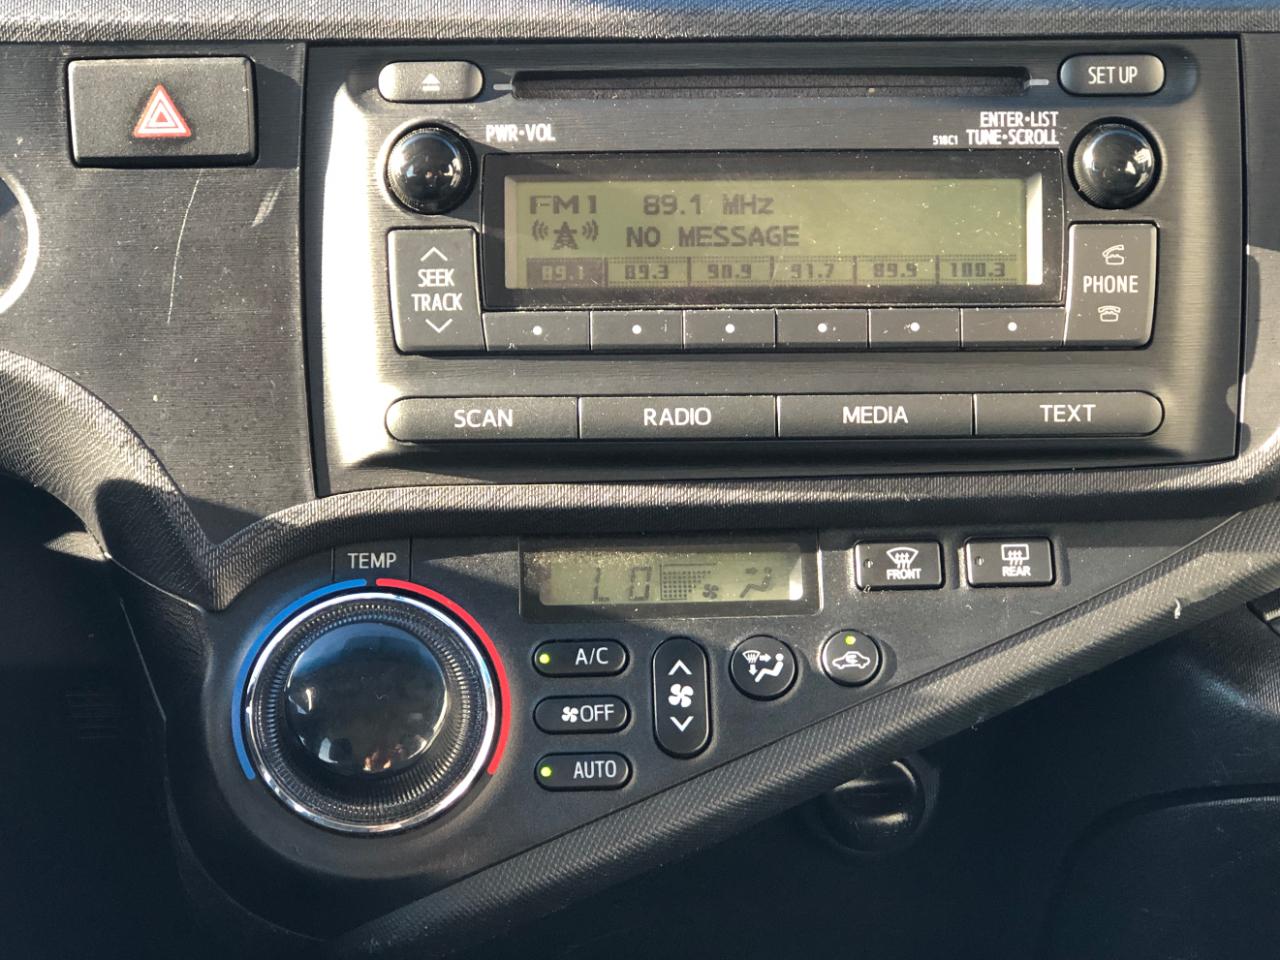 SET UP
PWR•VOL
ENTER•LIST
518C1 TUNE•SCROLL
FM1 89.1 MHz
NO MESSAGE
89.1 89.3 90.9 91.7 89.9 100.3
SEEK
TRACK
PHONE
SCAN RADIO MEDIA TEXT
TEMP
LO
FRONT
REAR
A/C
OFF
AUTO